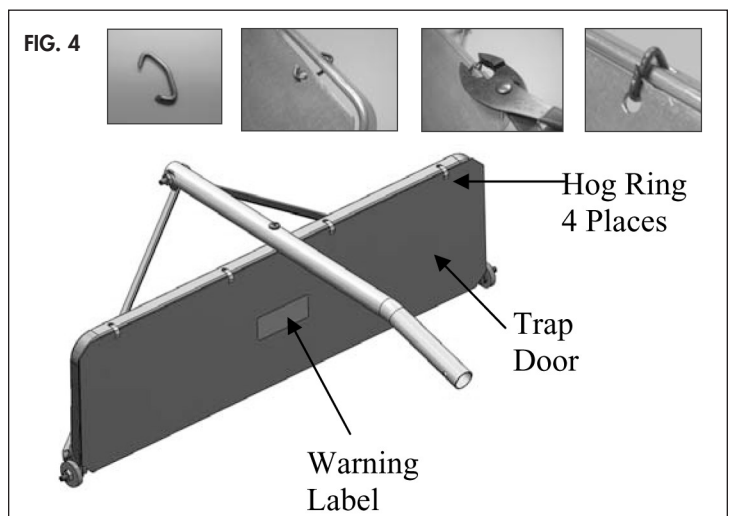 FIG. 4
Hog Ring
4 Places
Trap
Door
Warning
Label